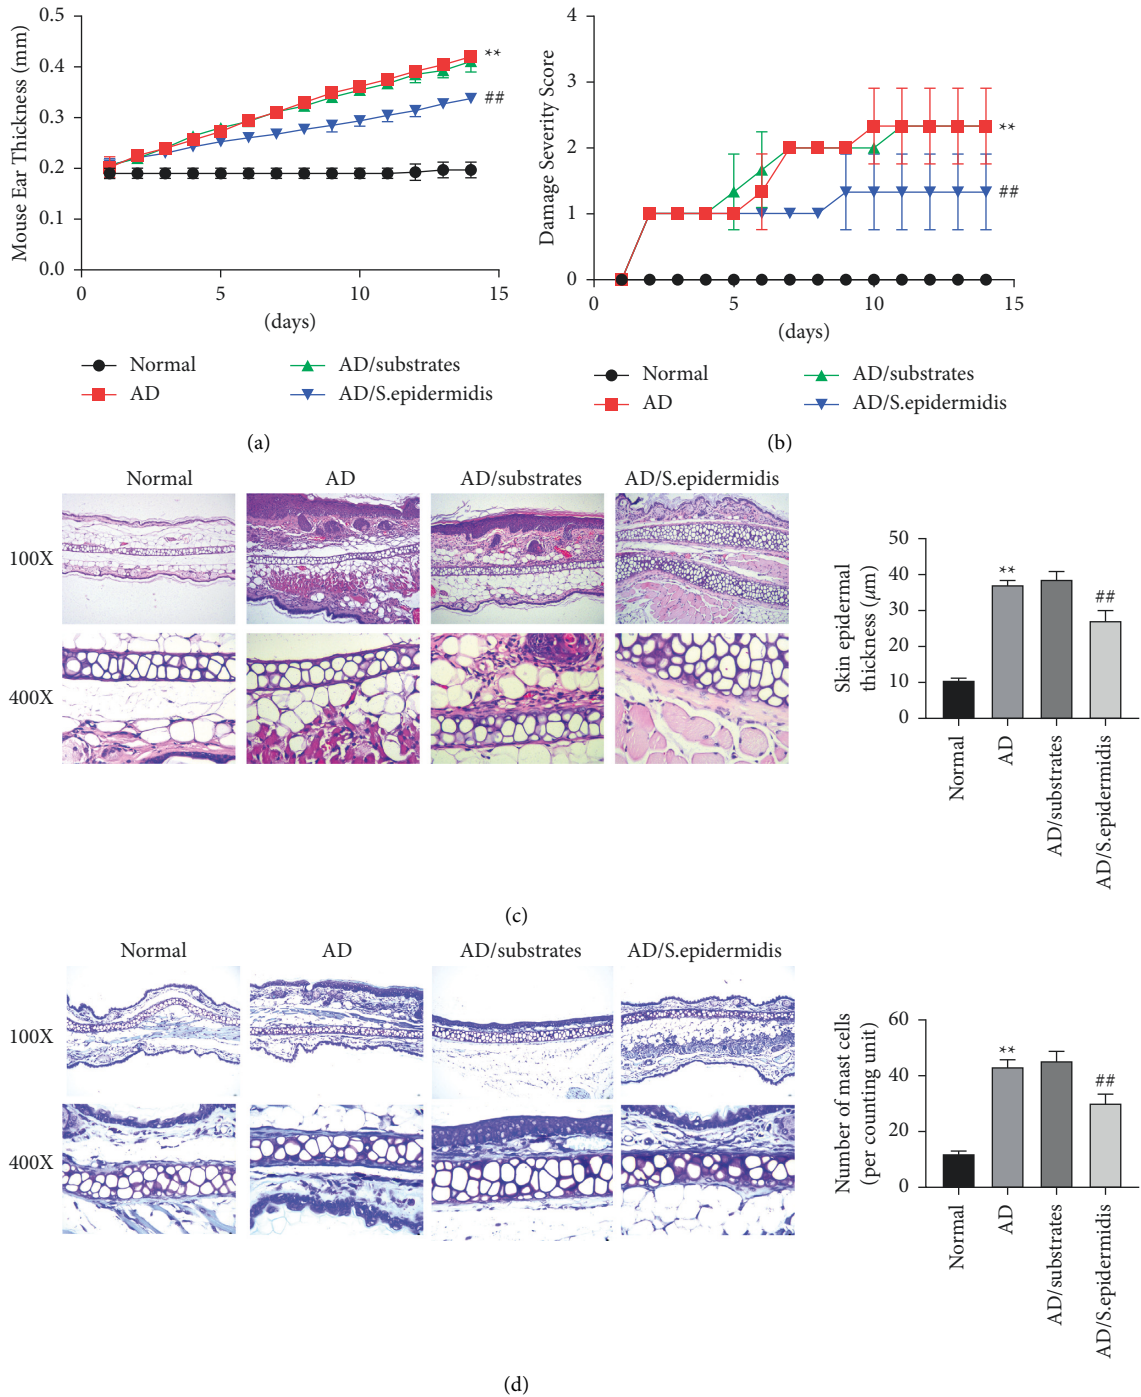 0.5
0.4
0.3
0.2
0.1
0.0
Mouse Ear Thickness (mm)
**
##
0
5
10
15
(days)
Normal
AD
AD/substrates
AD/S.epidermidis
(a)
4
3
2
1
0
Damage Severity Score
**
##
0
5
10
15
(days)
Normal
AD
AD/substrates
AD/S.epidermidis
(b)
Normal
AD
AD/substrates
AD/S.epidermidis
100X
400X
50
40
30
20
10
0
Skin epidermal
thickness (μm)
**
##
Normal
AD
AD/substrates
AD/S.epidermidis
(c)
Normal
AD
AD/substrates
AD/S.epidermidis
100X
400X
60
40
20
0
Number of mast cells
(per counting unit)
**
##
Normal
AD
AD/substrates
AD/S.epidermidis
(d)